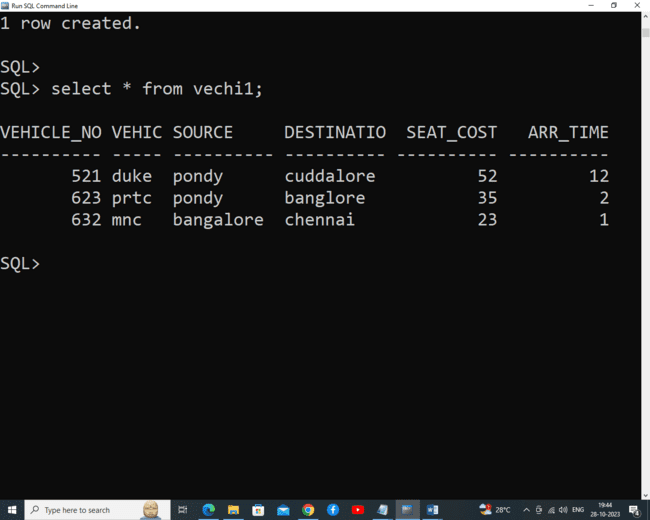 Run SQL Command Line
1 row created.
SQL>
SQL> select * from vechi1;
VEHICLE_NO VEHIC SOURCE     DESTINATIO  SEAT_COST   ARR_TIME
---------- ----- ---------- ---------- ---------- ----------
       521 duke  pondy      cuddalore          52         12
       623 prtc  pondy      banglore           35          2
       632 mnc   bangalore  chennai            23          1
SQL>
Type here to search
28°C
ENG
19:44
28-10-2023
4